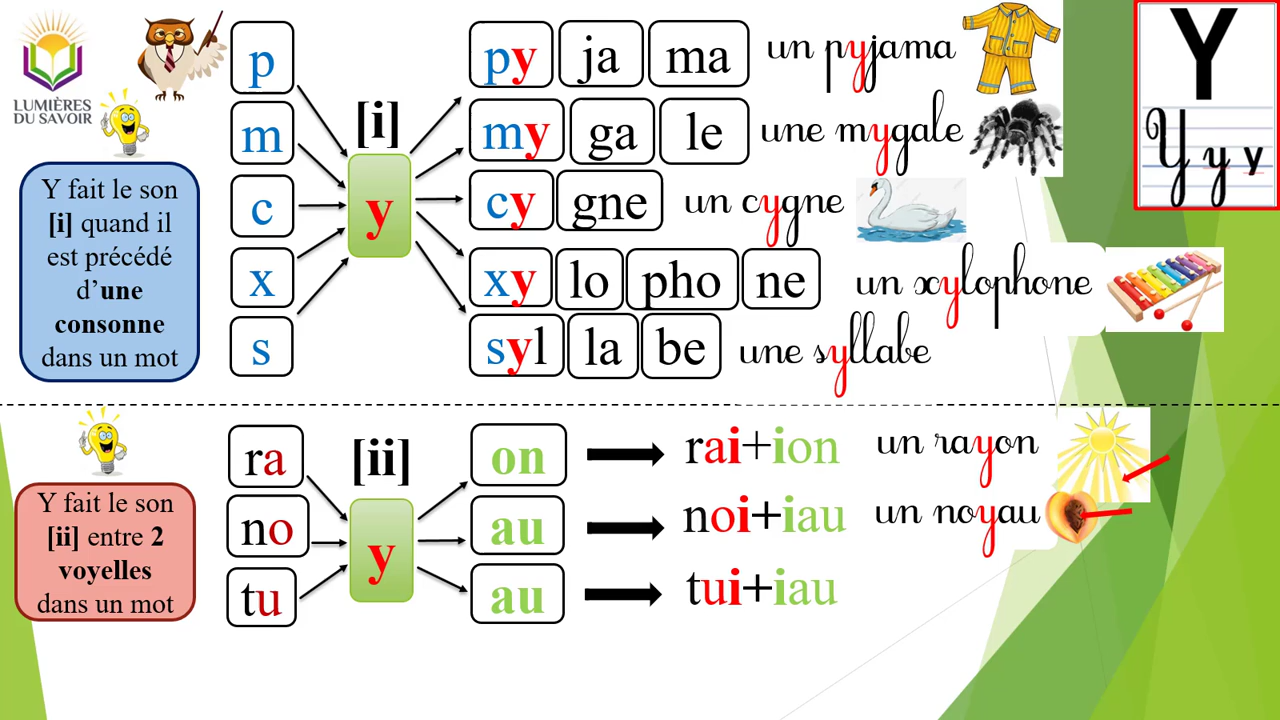 LUMIÈRES
DU SAVOIR
Y fait le son
[i] quand il
est précédé
d'une
consonne
dans un mot
p
m
c
x
s
[i]
y
py ja ma un pyjama
my ga le une mygale
cy gne un cygne
xy lo pho ne un xylophone
syl la be une syllabe
Y
Y y y
Y fait le son
[ii] entre 2
voyelles
dans un mot
ra
no
tu
[ii]
y
on rai+ion un rayon
au noi+iau un noyau
au tui+iau